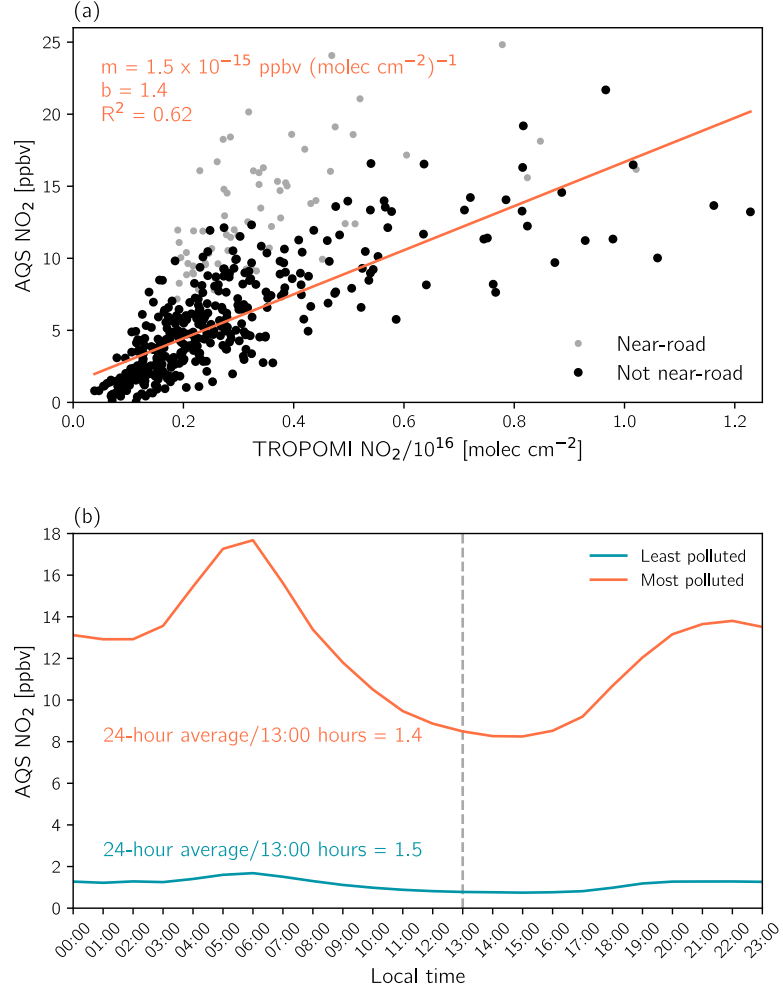 (a)
m = 1.5 x 10⁻¹⁵ ppbv (molec cm⁻²)⁻¹
b = 1.4
R² = 0.62
AQS NO₂ [ppbv]
25
20
15
10
5
0
Near-road
Not near-road
0.0 0.2 0.4 0.6 0.8 1.0 1.2
TROPOMI NO₂/10¹⁶ [molec cm⁻²]
(b)
AQS NO₂ [ppbv]
18
16
14
12
10
8
6
4
2
0
Least polluted
Most polluted
24-hour average/13:00 hours = 1.4
24-hour average/13:00 hours = 1.5
00:00 01:00 02:00 03:00 04:00 05:00 06:00 07:00 08:00 09:00 10:00 11:00 12:00 13:00 14:00 15:00 16:00 17:00 18:00 19:00 20:00 21:00 22:00 23:00
Local time